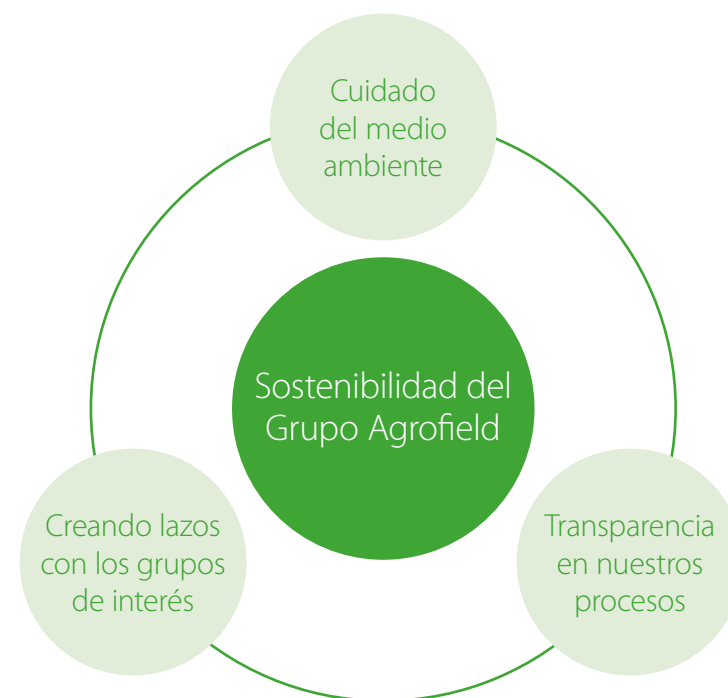 Cuidado
del medio
ambiente
Sostenibilidad del
Grupo Agrofield
Creando lazos
con los grupos
de interés
Transparencia
en nuestros
procesos